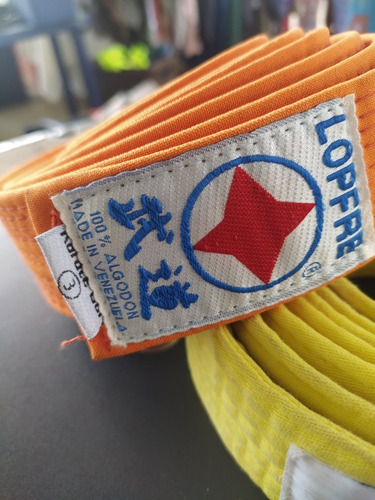 LOPFRE
®
武道
100% ALGODON
MADE IN VENEZUELA
3